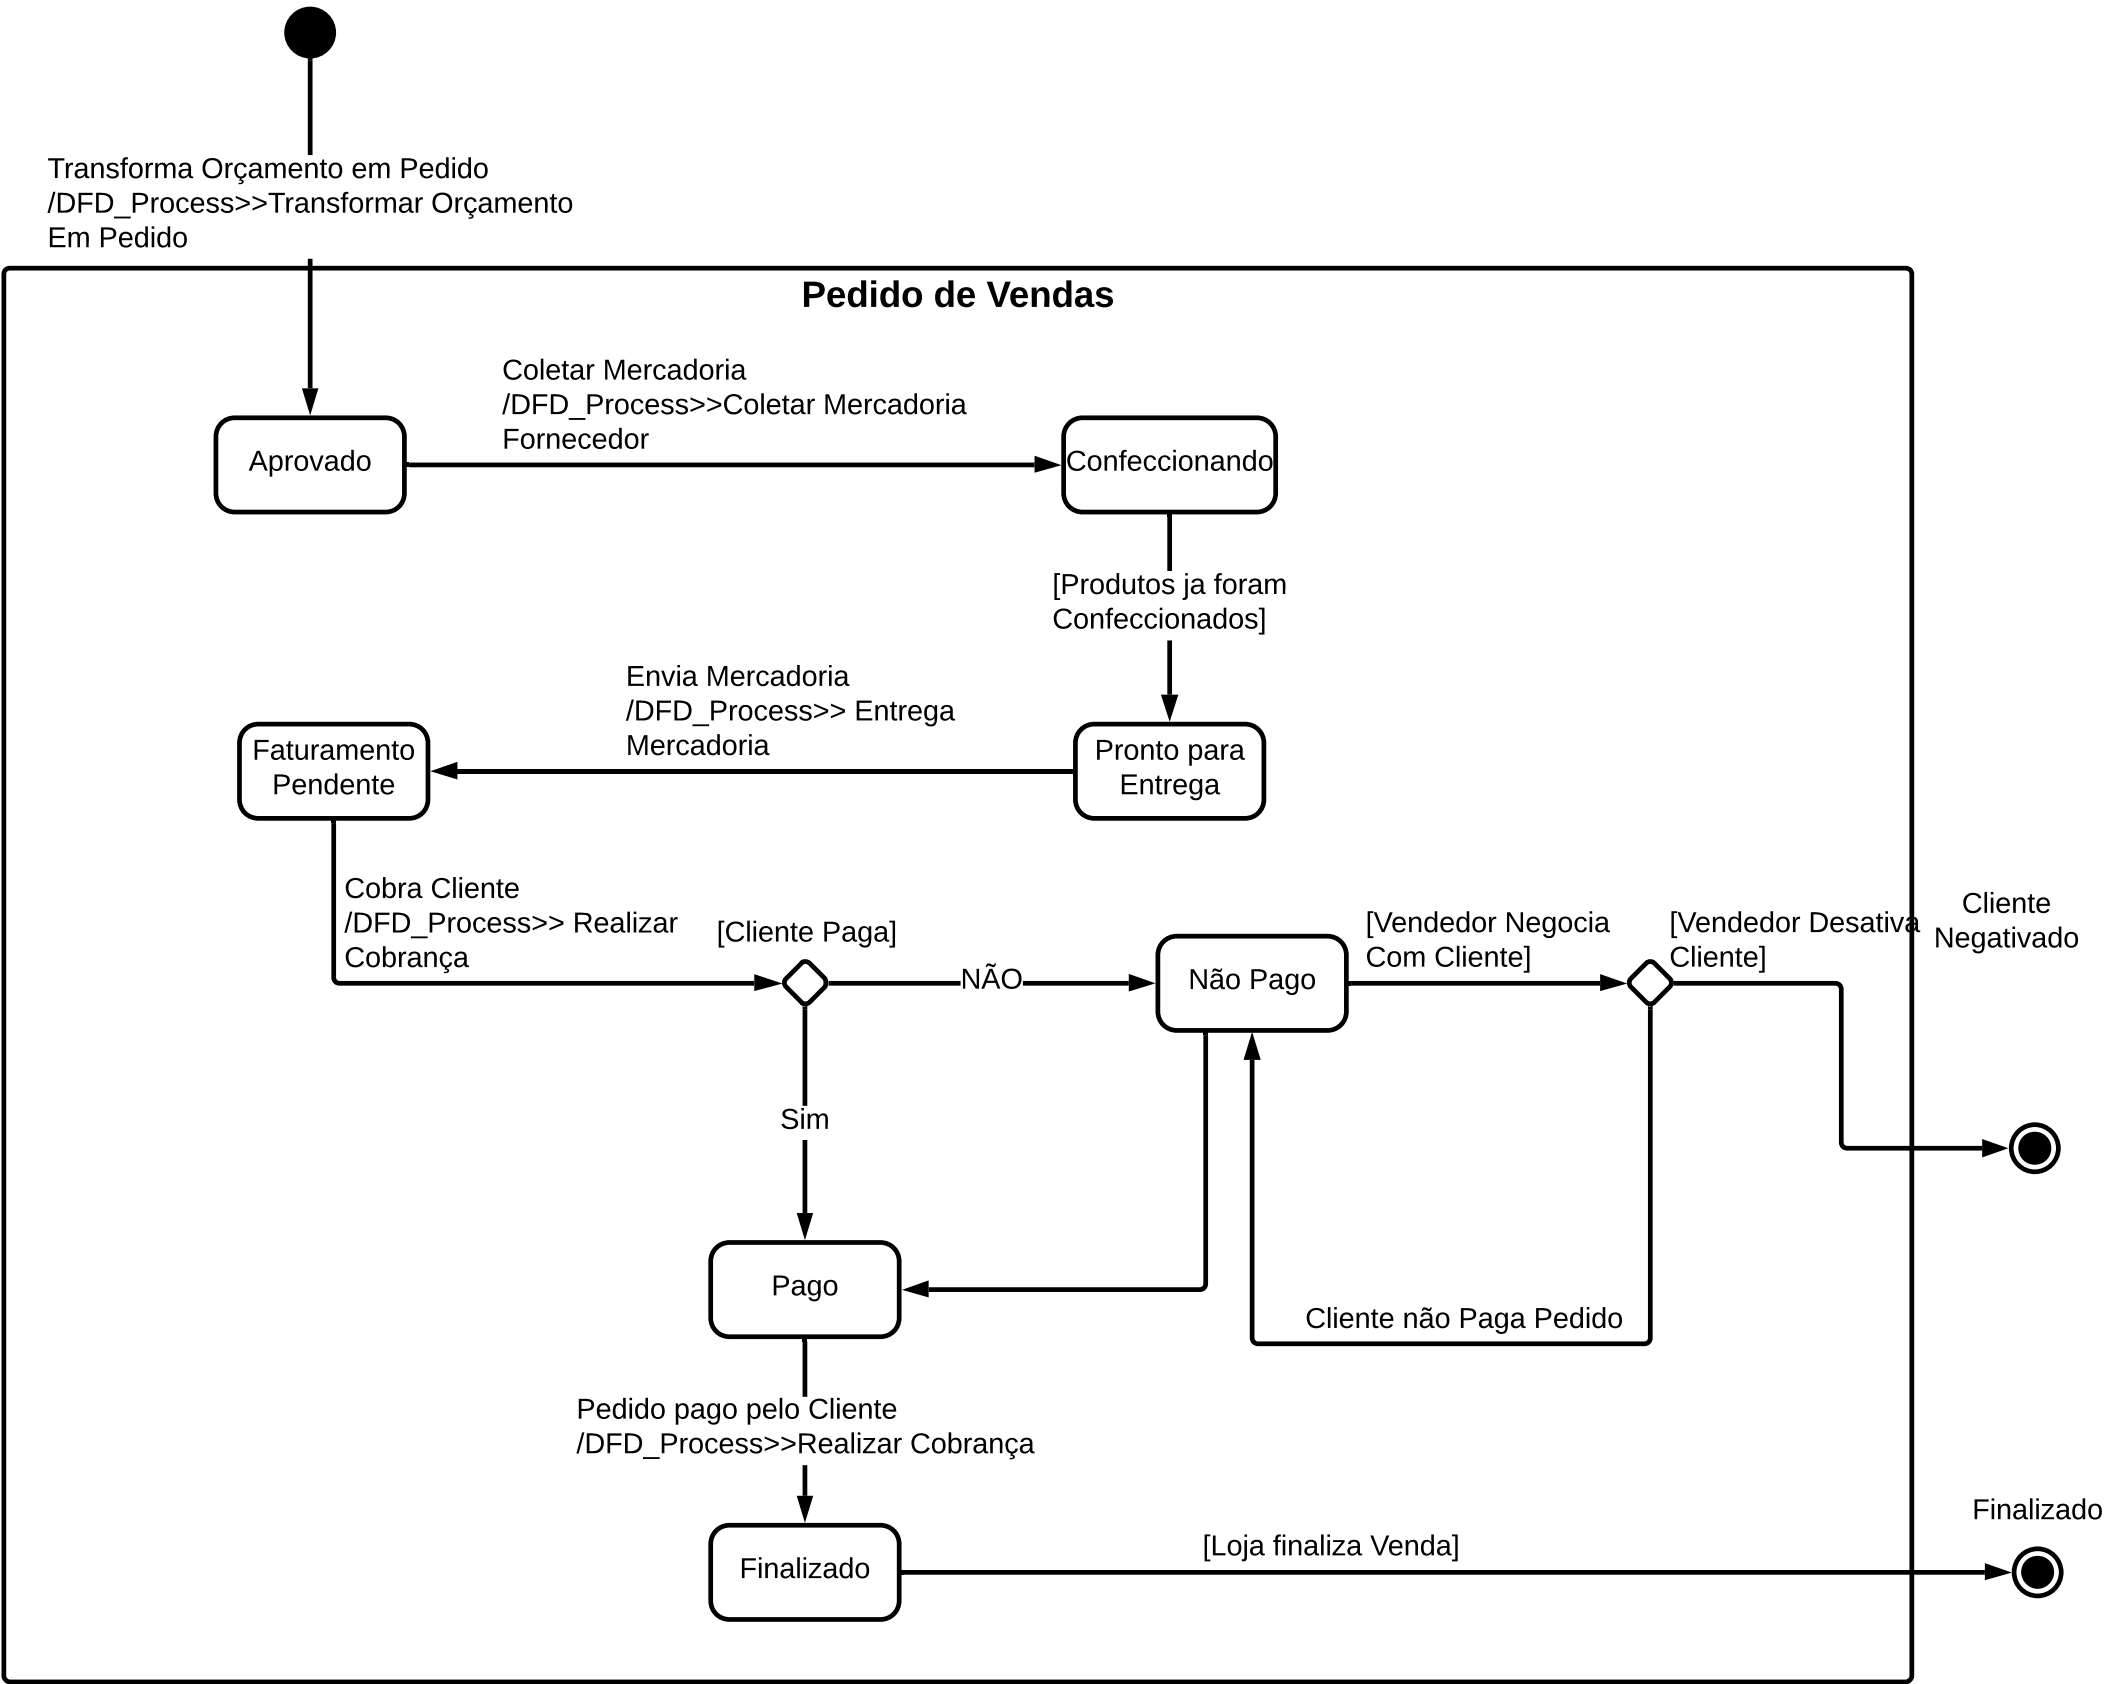 Transforma Orçamento em Pedido
/DFD_Process>>Transformar Orçamento
Em Pedido
Pedido de Vendas
Coletar Mercadoria
/DFD_Process>>Coletar Mercadoria
Fornecedor
Aprovado
Confeccionando
[Produtos ja foram
Confeccionados]
Envia Mercadoria
/DFD_Process>> Entrega
Mercadoria
Faturamento
Pendente
Pronto para
Entrega
Cobra Cliente
/DFD_Process>> Realizar
Cobrança
[Cliente Paga]
NÃO
Não Pago
[Vendedor Negocia
Com Cliente]
[Vendedor Desativa
Cliente]
Cliente
Negativado
Sim
Pago
Cliente não Paga Pedido
Pedido pago pelo Cliente
/DFD_Process>>Realizar Cobrança
Finalizado
[Loja finaliza Venda]
Finalizado